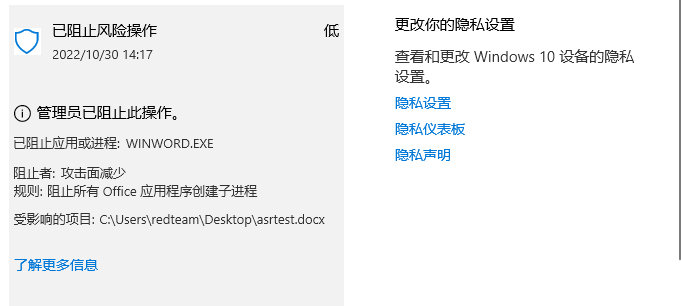 已阻止风险操作
低
2022/10/30 14:17
管理员已阻止此操作。
已阻止应用或进程: WINWORD.EXE
阻止者: 攻击面减少
规则: 阻止所有 Office 应用程序创建子进程
受影响的项目: C:\Users\redteam\Desktop\asrtest.docx
了解更多信息
更改你的隐私设置
查看和更改 Windows 10 设备的隐私
设置。
隐私设置
隐私仪表板
隐私声明